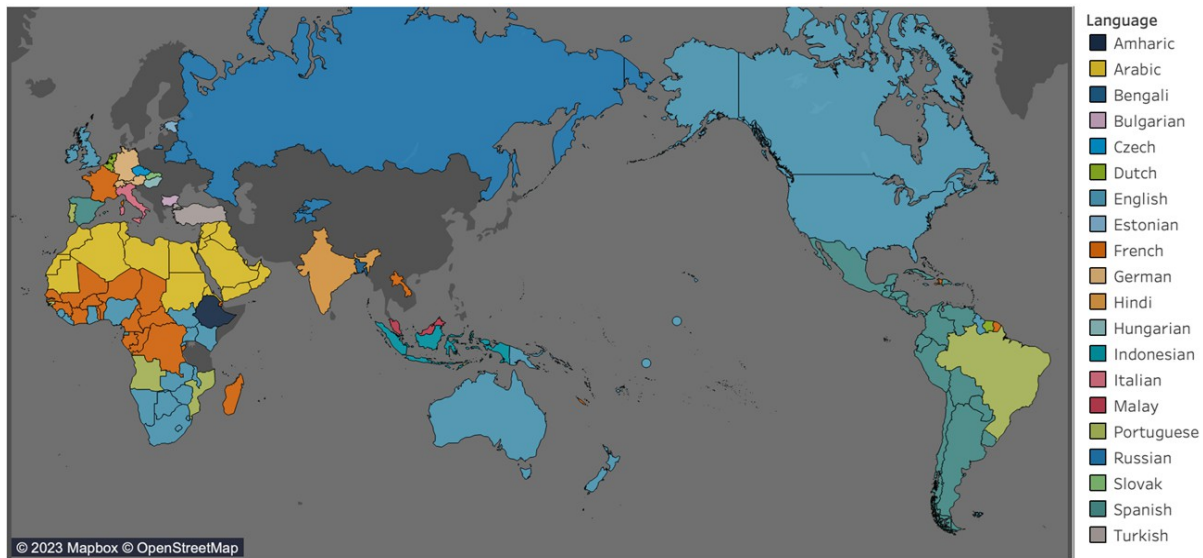 Language
Amharic
Arabic
Bengali
Bulgarian
Czech
Dutch
English
Estonian
French
German
Hindi
Hungarian
Indonesian
Italian
Malay
Portuguese
Russian
Slovak
Spanish
Turkish
© 2023 Mapbox © OpenStreetMap